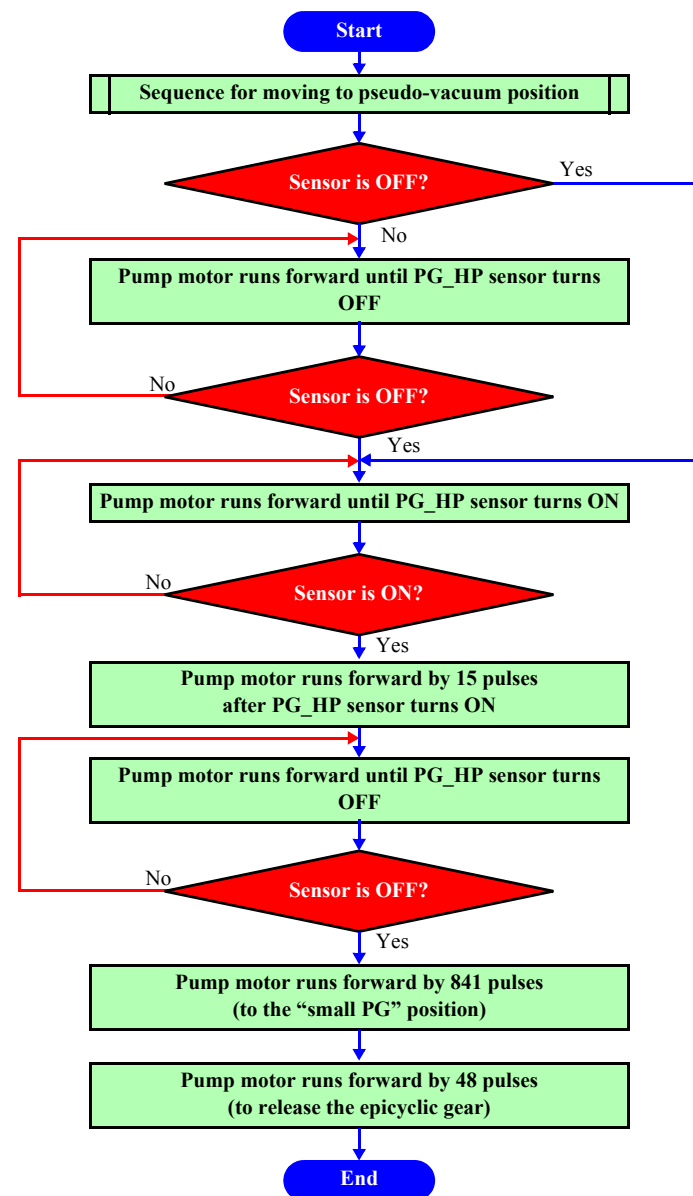 Start
Sequence for moving to pseudo-vacuum position
Sensor is OFF?
Yes
No
Pump motor runs forward until PG_HP sensor turns
OFF
Sensor is OFF?
No
Yes
Pump motor runs forward until PG_HP sensor turns ON
Sensor is ON?
No
Yes
Pump motor runs forward by 15 pulses
after PG_HP sensor turns ON
Pump motor runs forward until PG_HP sensor turns
OFF
Sensor is OFF?
No
Yes
Pump motor runs forward by 841 pulses
(to the “small PG” position)
Pump motor runs forward by 48 pulses
(to release the epicyclic gear)
End